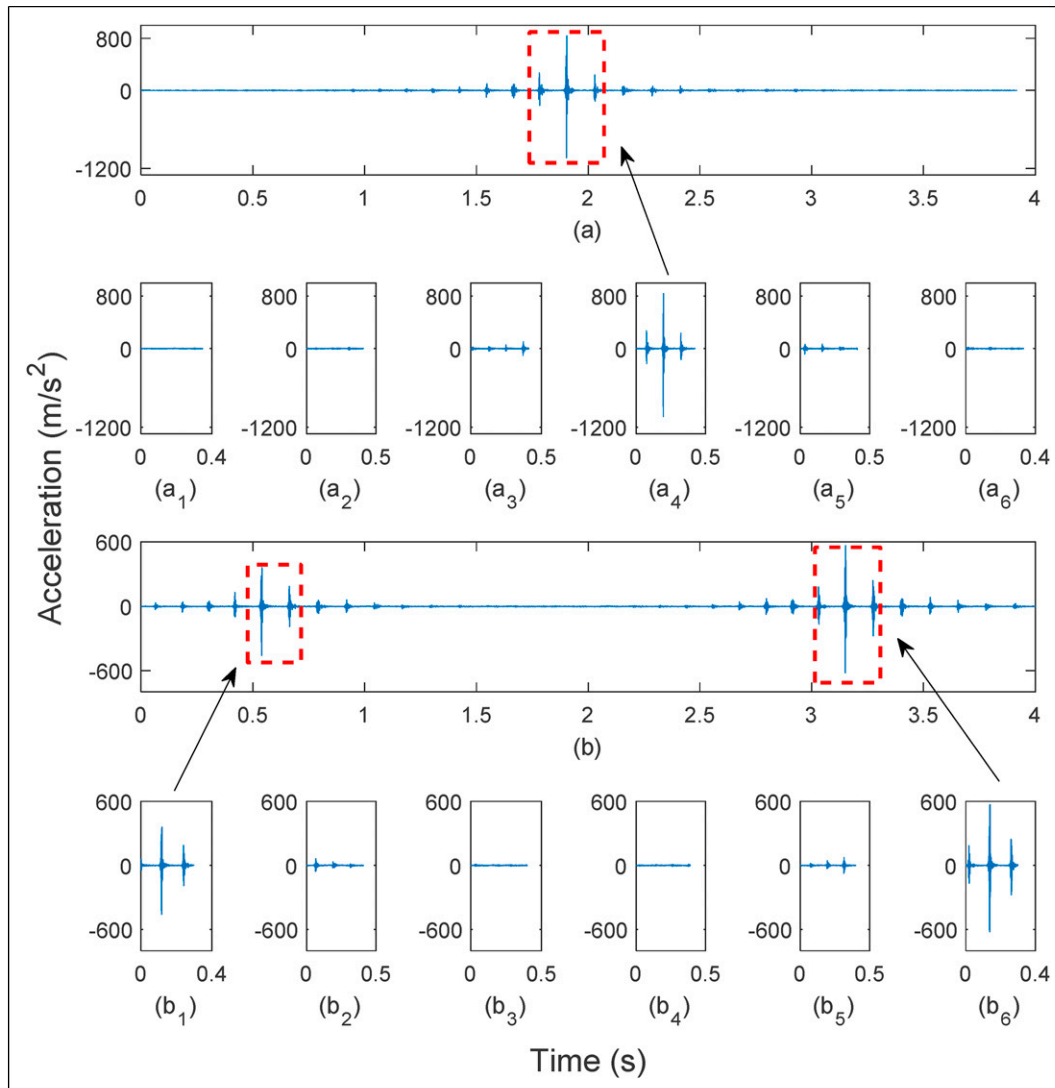 800
0
-1200
0 0.5 1 1.5 2 2.5 3 3.5 4
(a)
Acceleration (m/s²)
800 800 800 800 800 800
0 0 0 0 0 0
-1200 -1200 -1200 -1200 -1200 -1200
0 0.4 0 0.5 0 0.5 0 0.5 0 0.5 0 0.4
(a₁) (a₂) (a₃) (a₄) (a₅) (a₆)
600
0
-600
0 0.5 1 1.5 2 2.5 3 3.5 4
(b)
600 600 600 600 600 600
0 0 0 0 0 0
-600 -600 -600 -600 -600 -600
0 0.4 0 0.5 0 0.5 0 0.5 0 0.5 0 0.4
(b₁) (b₂) (b₃) (b₄) (b₅) (b₆)
Time (s)